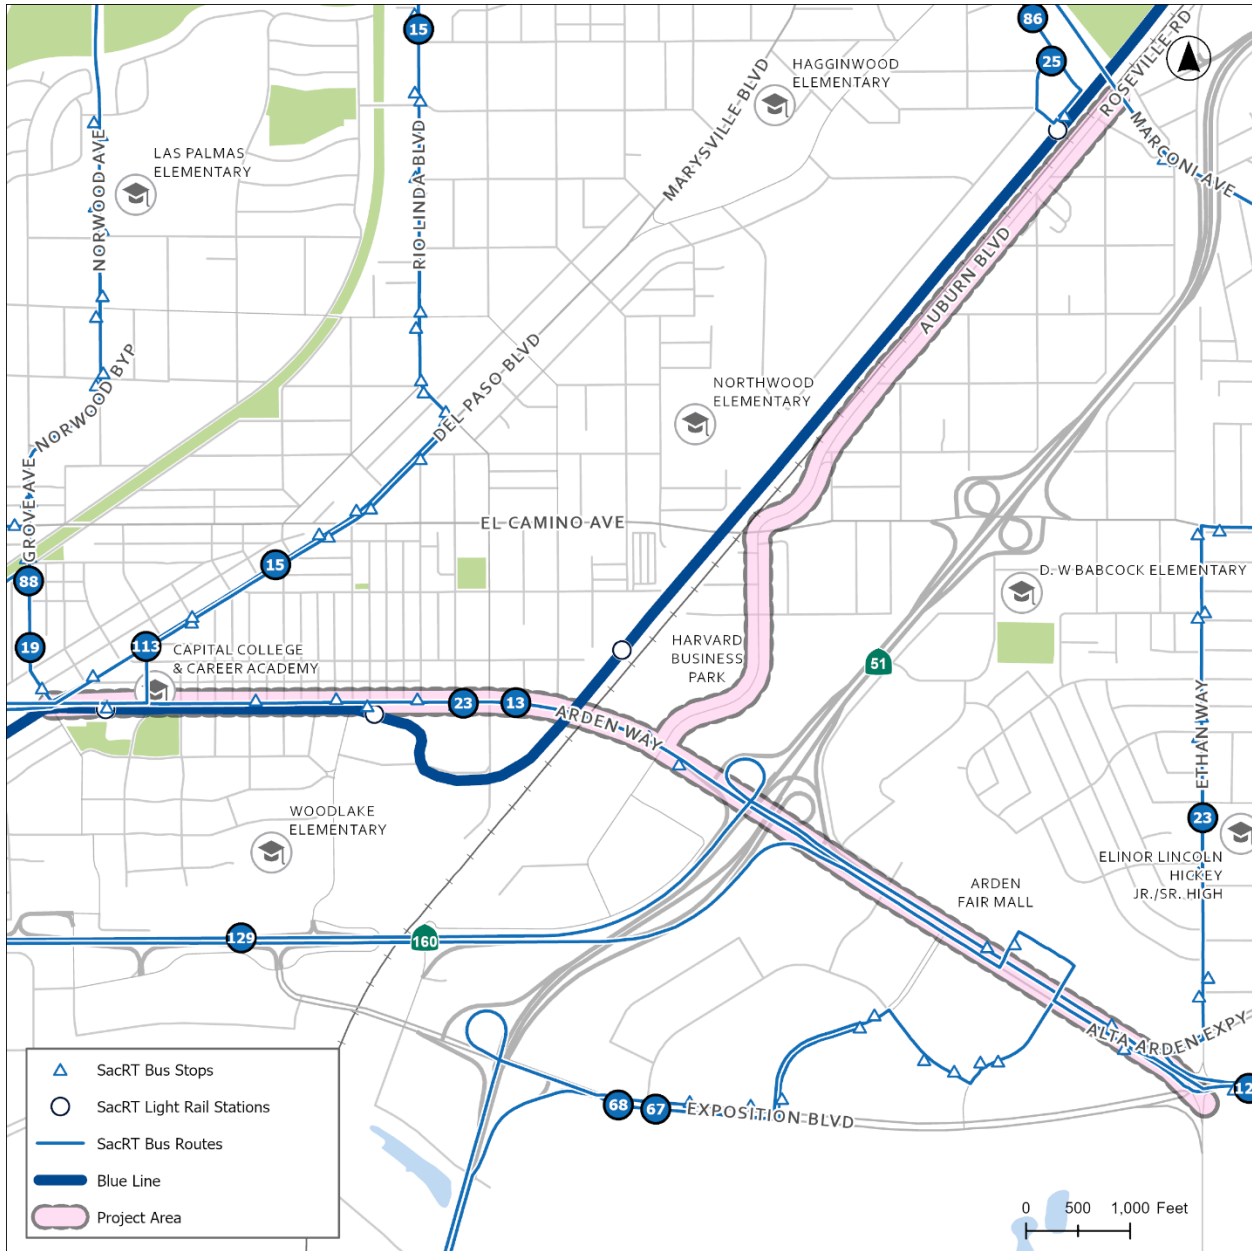 15
86
25
ROSEVILLE RD
HAGGINWOOD
ELEMENTARY
MARYSVILLE BLVD
MARCONI AVE
LAS PALMAS
ELEMENTARY
NORWOOD AVE
RIO LINDA BLVD
AUBURN BLVD
NORWOOD BYP
DEL PASO BLVD
NORTHWOOD
ELEMENTARY
GROVE AVE
EL CAMINO AVE
15
88
D. W BABCOCK ELEMENTARY
19
113
CAPITAL COLLEGE
& CAREER ACADEMY
HARVARD
BUSINESS
PARK
51
23
13
ARDEN WAY
ETHAN WAY
WOODLAKE
ELEMENTARY
23
ELINOR LINCOLN
HICKEY
JR./SR. HIGH
ARDEN
FAIR MALL
129
160
ALTA ARDEN EXPY
68
67
EXPOSITION BLVD
12
SacRT Bus Stops
SacRT Light Rail Stations
SacRT Bus Routes
Blue Line
Project Area
0 500 1,000 Feet